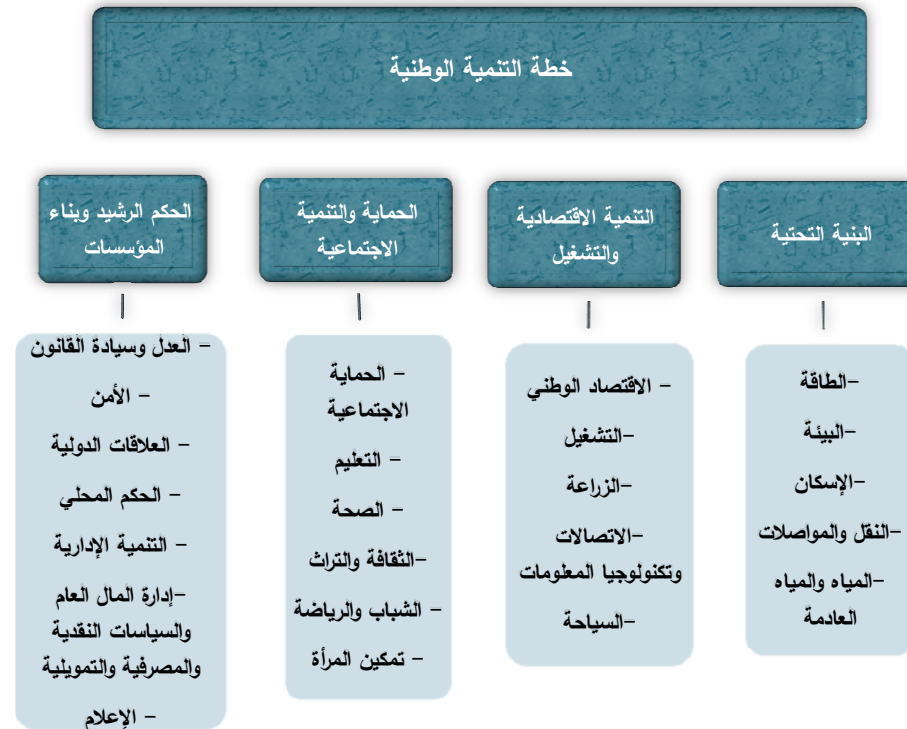 خطة التنمية الوطنية
البنية التحتية
-الطاقة
-البيئة
-الإسكان
-النقل والمواصلات
-المياه والمياه
العادمة
التنمية الاقتصادية
والتشغيل
- الاقتصاد الوطني
-التشغيل
-الزراعة
-الاتصالات
وتكنولوجيا المعلومات
-السياحة
الحماية والتنمية
الاجتماعية
- الحماية
الاجتماعية
- التعليم
- الصحة
-الثقافة والتراث
- الشباب والرياضة
- تمكين المرأة
الحكم الرشيد وبناء
المؤسسات
- العدل وسيادة القانون
- الأمن
- العلاقات الدولية
- الحكم المحلي
- التنمية الإدارية
-إدارة المال العام
والسياسات النقدية
والمصرفية والتمويلية
- الإعلام